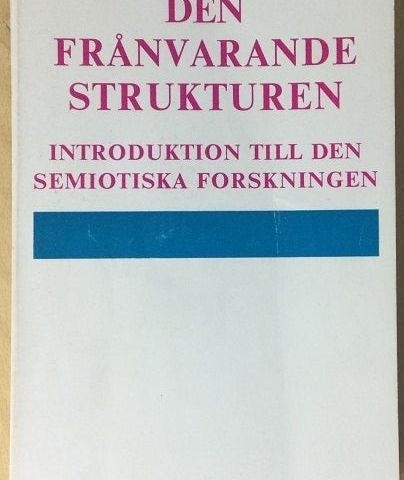 DEN
FRÅNVARANDE
STRUKTUREN
INTRODUKTION TILL DEN
SEMIOTISKA FORSKNINGEN